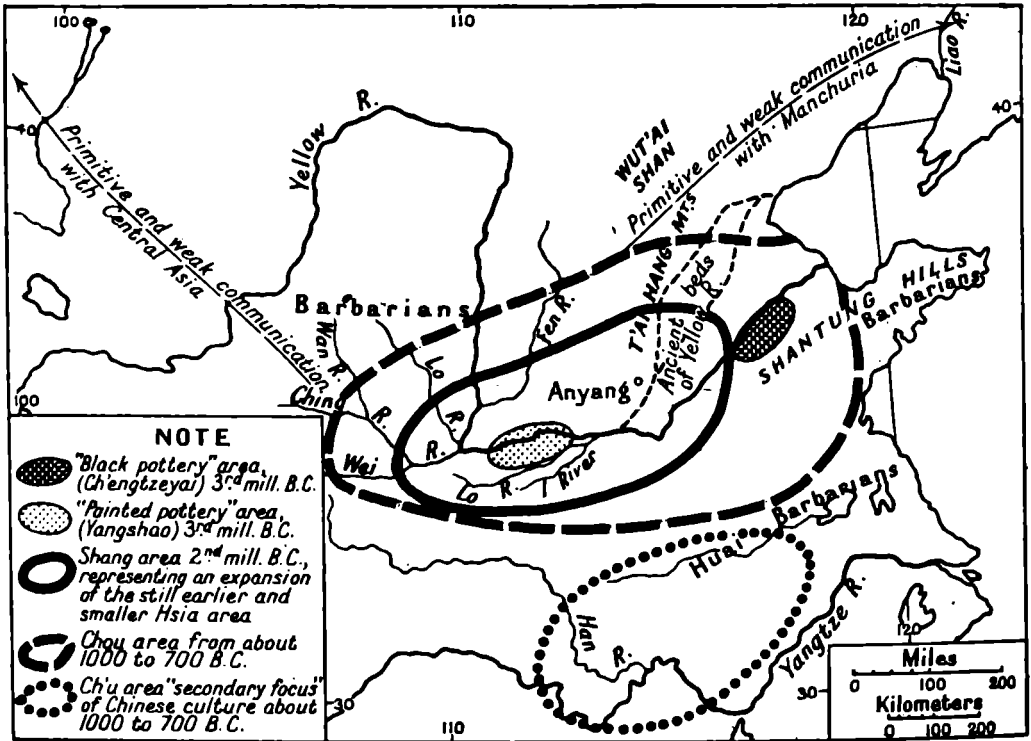 100
110
120
Liao R.
40
40
Primitive and weak communication
with Central Asia
Yellow R.
WUT'AI
SHAN
Primitive and weak communication
with Manchuria
T'AI HANG MTS
Ancient beds
of Yellow R.
Barbarians
Wan R.
Lo R.
Fen R.
SHANTUNG HILLS
Barbarians
Anyang
Ching R.
Wei R.
Lo R.
I River
100
Barbarians
Huai
Han R.
Yangtze R.
120
30
30
110
NOTE
"Black pottery" area,
(Ch'engtzeyai) 3rd mill. B.C.
"Painted pottery" area,
(Yangshao) 3rd mill. B.C.
Shang area 2nd mill. B.C.,
representing an expansion
of the still earlier and
smaller Hsia area
Chou area from about
1000 to 700 B.C.
Ch'u area "secondary focus"
of Chinese culture about
1000 to 700 B.C.
Miles
0 100 200
Kilometers
0 100 200